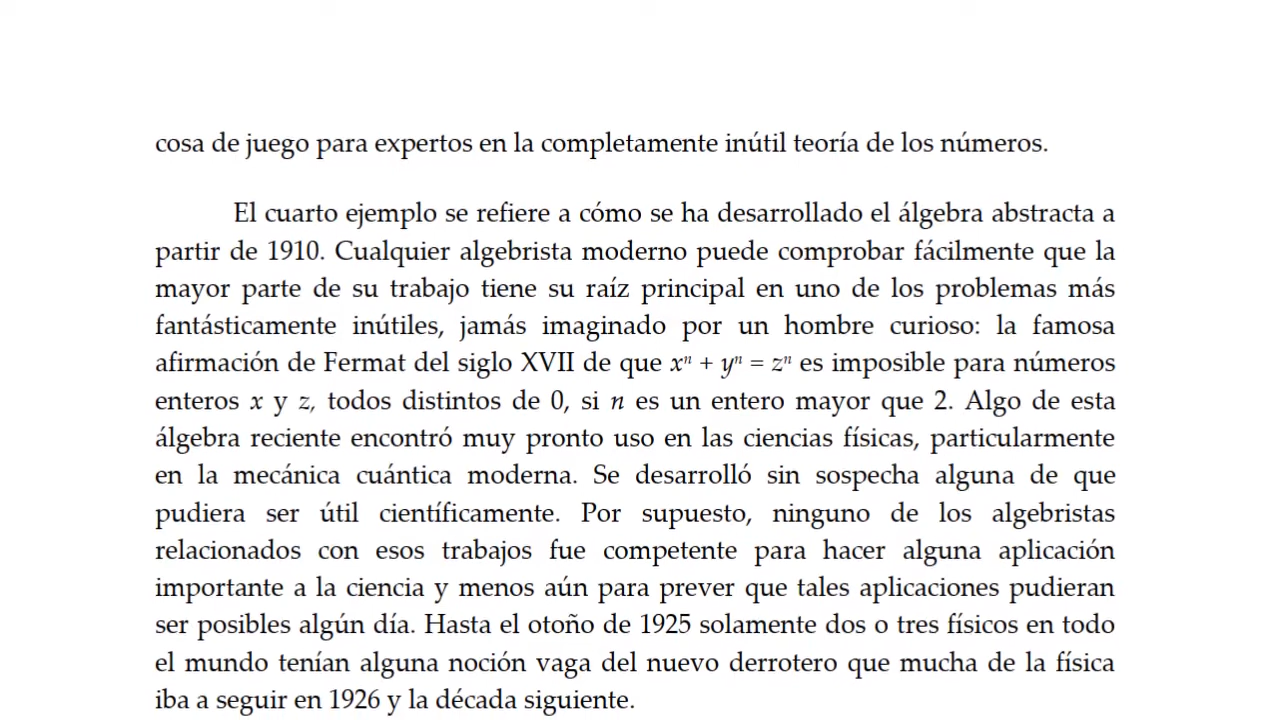 cosa de juego para expertos en la completamente inútil teoría de los números.
El cuarto ejemplo se refiere a cómo se ha desarrollado el álgebra abstracta a
partir de 1910. Cualquier algebrista moderno puede comprobar fácilmente que la
mayor parte de su trabajo tiene su raíz principal en uno de los problemas más
fantásticamente inútiles, jamás imaginado por un hombre curioso: la famosa
afirmación de Fermat del siglo XVII de que xⁿ + yⁿ = zⁿ es imposible para números
enteros x y z, todos distintos de 0, si n es un entero mayor que 2. Algo de esta
álgebra reciente encontró muy pronto uso en las ciencias físicas, particularmente
en la mecánica cuántica moderna. Se desarrolló sin sospecha alguna de que
pudiera ser útil científicamente. Por supuesto, ninguno de los algebristas
relacionados con esos trabajos fue competente para hacer alguna aplicación
importante a la ciencia y menos aún para prever que tales aplicaciones pudieran
ser posibles algún día. Hasta el otoño de 1925 solamente dos o tres físicos en todo
el mundo tenían alguna noción vaga del nuevo derrotero que mucha de la física
iba a seguir en 1926 y la década siguiente.